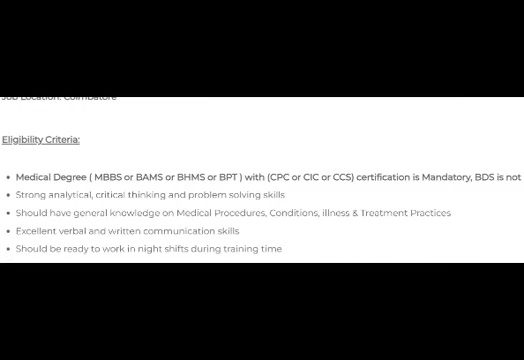 Job Location: Coimbatore
Eligibility Criteria:
• Medical Degree ( MBBS or BAMS or BHMS or BPT ) with (CPC or CIC or CCS) certification is Mandatory, BDS is not
• Strong analytical, critical thinking and problem solving skills
• Should have general knowledge on Medical Procedures, Conditions, illness & Treatment Practices
• Excellent verbal and written communication skills
• Should be ready to work in night shifts during training time